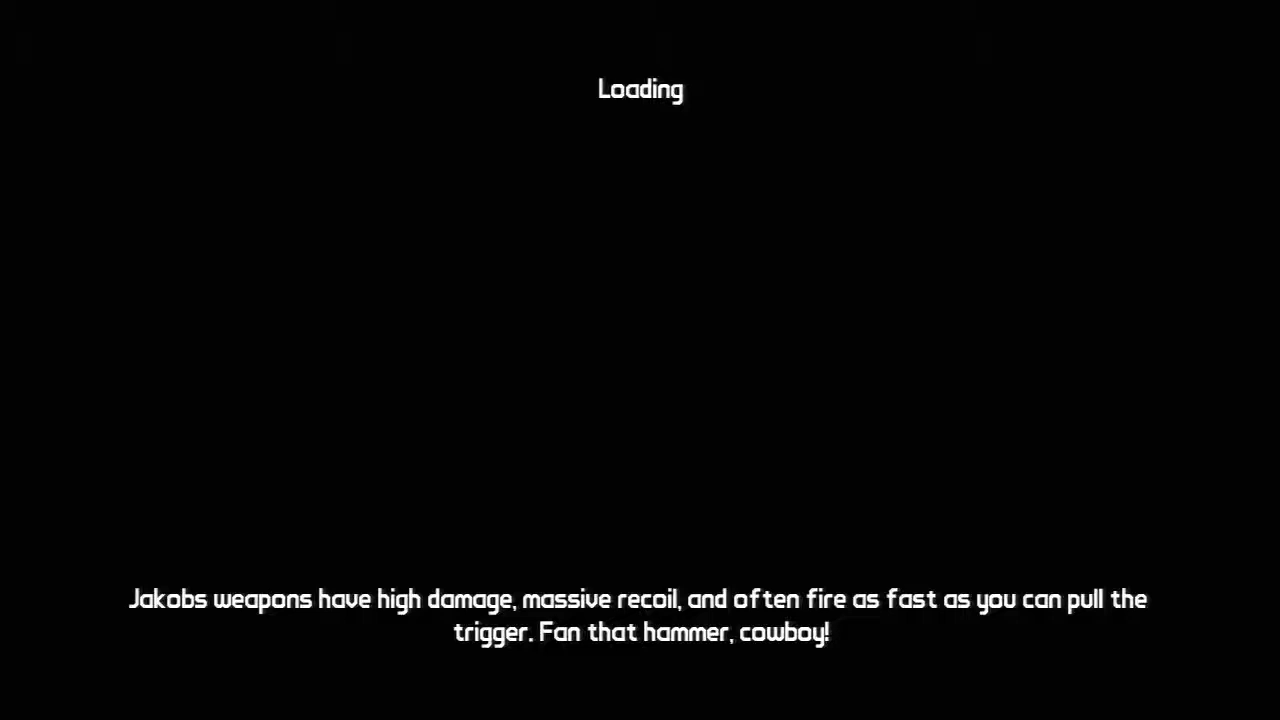 Loading
Jakobs weapons have high damage, massive recoil, and often fire as fast as you can pull the
trigger. Fan that hammer, cowboy!